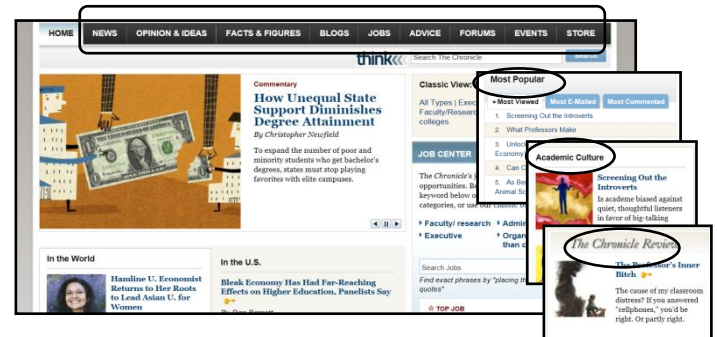 HOME NEWS OPINION & IDEAS FACTS & FIGURES BLOGS JOBS ADVICE FORUMS EVENTS STORE
think
Search The Chronicle
Search
Commentary
How Unequal State
Support Diminishes
Degree Attainment
By Christopher Newfield
To expand the number of poor and
minority students who get bachelor's
degrees, states must stop playing
favorites with elite campuses.
Classic View:
All Types | Exec
Faculty/Researc
colleges
JOB CENTER
The Chronicle's j
opportunities. Be
keyword below o
categories, or use our
Faculty/ research
Admin
Executive
Organ
than c
Search Jobs
Find exact phrases by "placing th
quotes"
TOP JOB
Most Popular
Most Viewed Most E-Mailed Most Commented
1. Screening Out the Introverts
2. What Professors Make
3. Unloc
Economy
4. Can C
5. As Be
Animal Sc
Academic Culture
Screening Out the
Introverts
Is academe biased against
quiet, thoughtful listeners
in favor of big-talking
The Chronicle Review
The Professor's Inner
Bitch
The cause of my classroom
distress? If you answered
"cellphones," you'd be
right. Or partly right.
In the World
Hamline U. Economist
Returns to Her Roots
to Lead Asian U. for
Women
In the U.S.
Bleak Economy Has Had Far-Reaching
Effects on Higher Education, Panelists Say